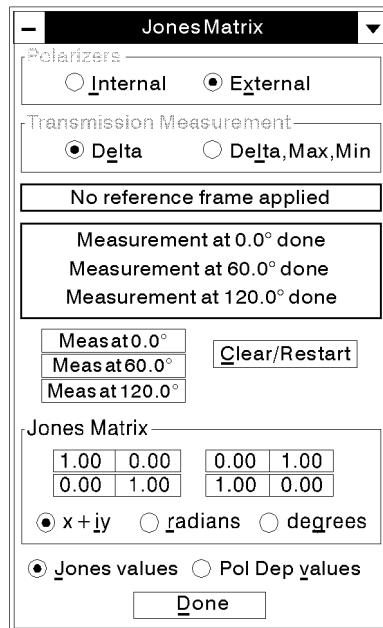 Jones Matrix
Polarizers
Internal External
Transmission Measurement
Delta Delta,Max,Min
No reference frame applied
Measurement at 0.0° done
Measurement at 60.0° done
Measurement at 120.0° done
Meas at 0.0°
Meas at 60.0°
Meas at 120.0°
Clear/Restart
Jones Matrix
1.00 0.00 0.00 1.00
0.00 1.00 1.00 0.00
x+iy radians degrees
Jones values Pol Dep values
Done